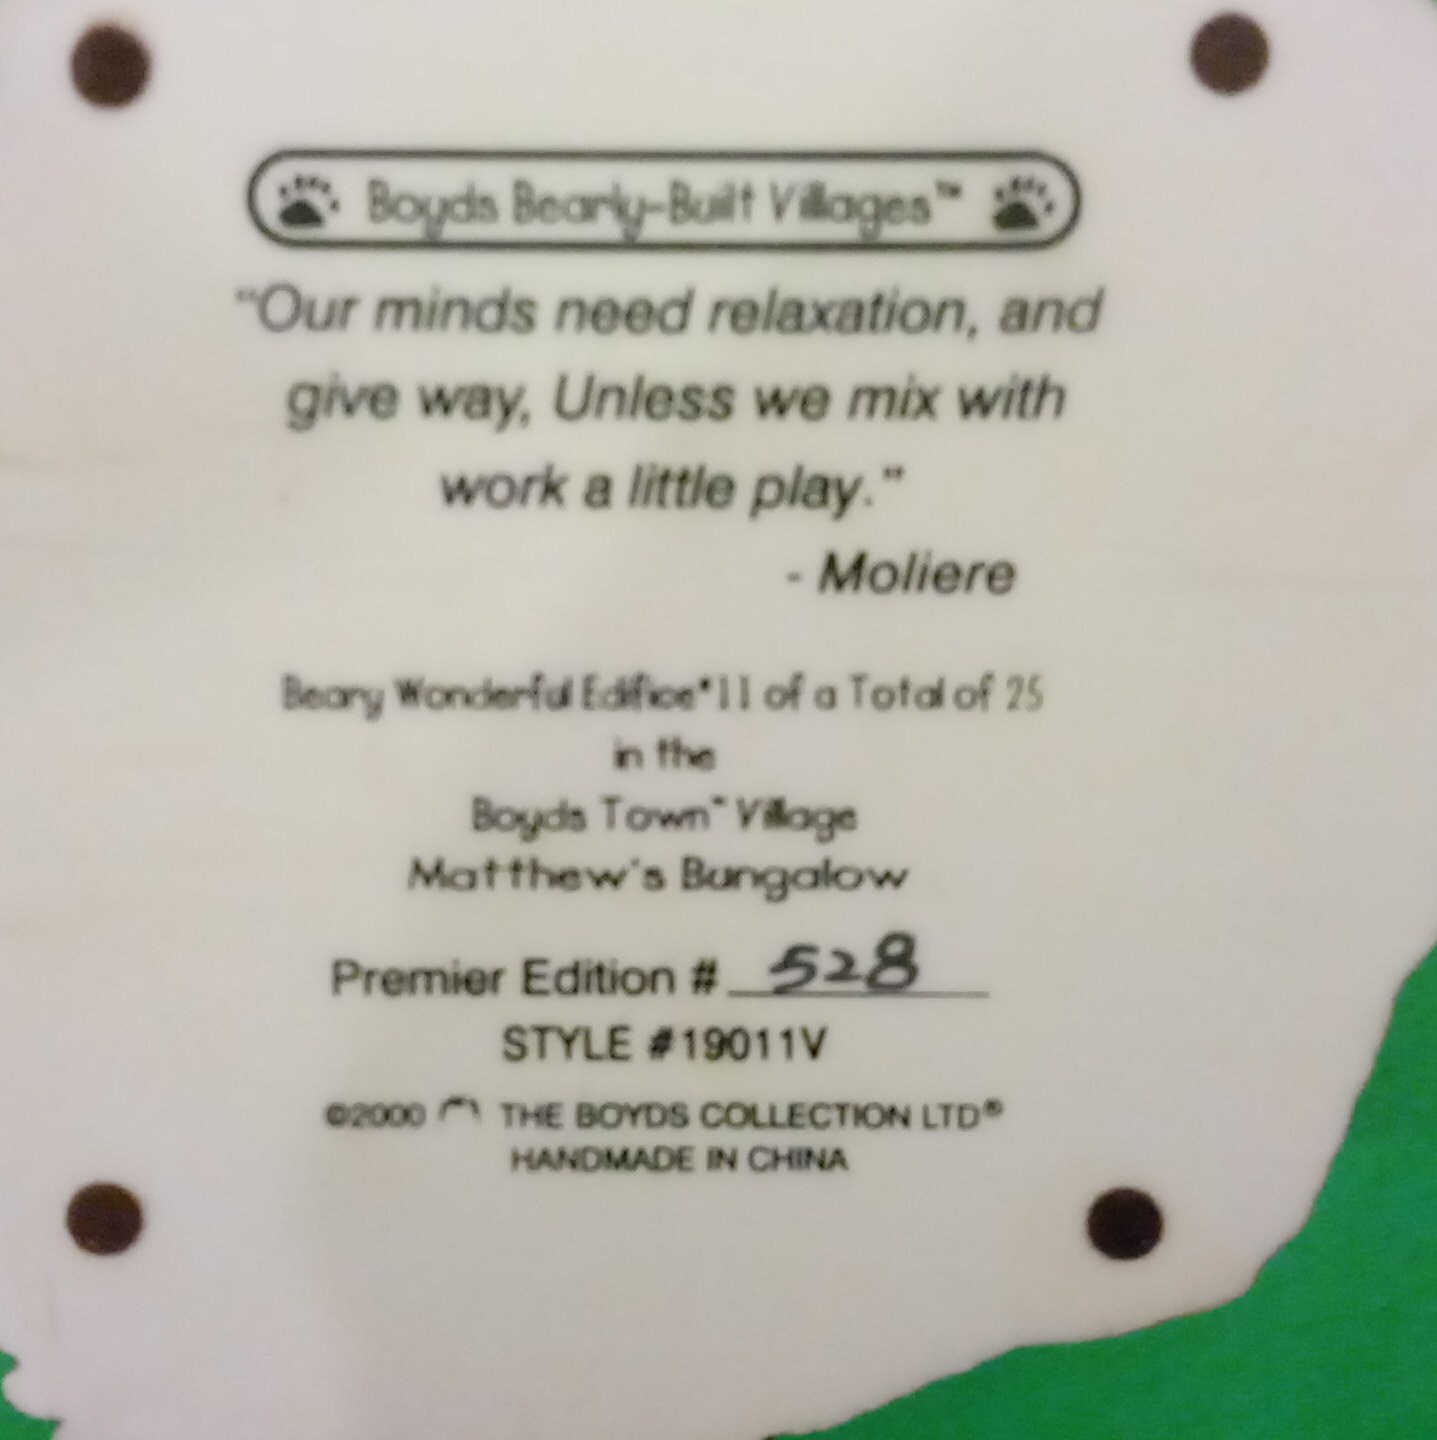 Boyds Bearly-Built Villages™
"Our minds need relaxation, and
give way, Unless we mix with
work a little play."
- Moliere
Beary Wonderful Edifice*11 of a Total of 25
in the
Boyds Town™ Village
Matthew's Bungalow
Premier Edition # 528
STYLE #19011V
©2000 THE BOYDS COLLECTION LTD®
HANDMADE IN CHINA